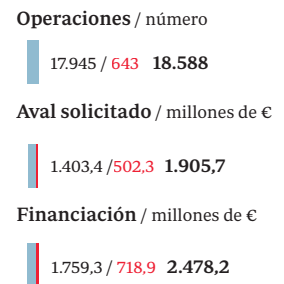 Operaciones / número
17.945 / 643 18.588
Aval solicitado / millones de €
1.403,4 /502,3 1.905,7
Financiación / millones de €
1.759,3 / 718,9 2.478,2